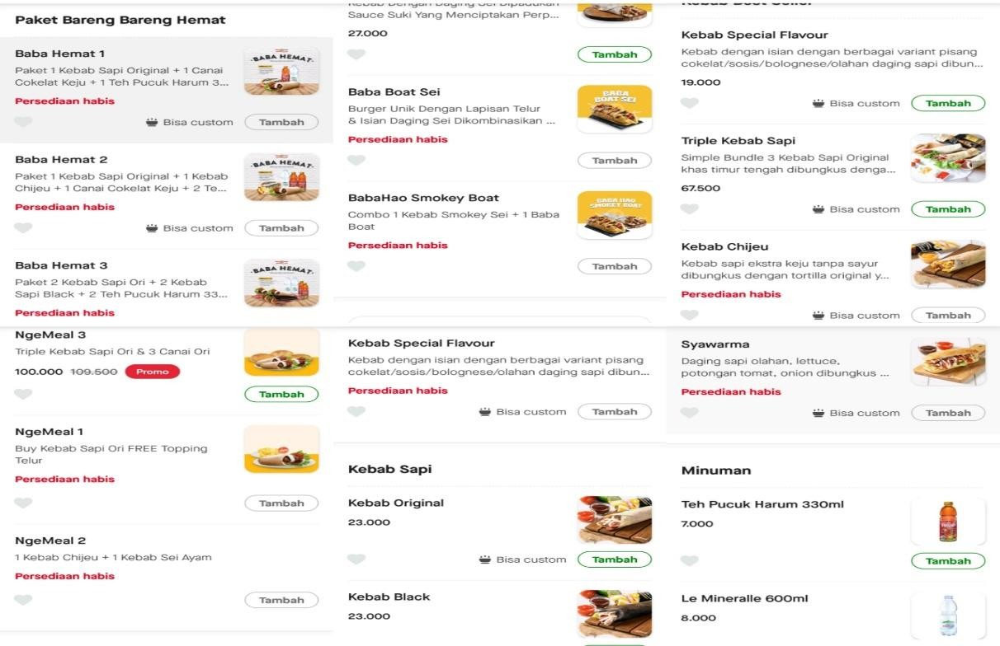 Paket Bareng Bareng Hemat
Baba Hemat 1
Paket 1 Kebab Sapi Original + 1 Canai
Cokelat Keju + 1 Teh Pucuk Harum 3...
Persediaan habis
Bisa custom
Tambah
BABA HEMAT
Baba Hemat 2
Paket 1 Kebab Sapi Original + 1 Kebab
Chijeu + 1 Canai Cokelat Keju + 2 Te...
Persediaan habis
Bisa custom
Tambah
BABA HEMAT
Baba Hemat 3
Paket 2 Kebab Sapi Ori + 2 Kebab
Sapi Black + 2 Teh Pucuk Harum 33...
Persediaan habis
BABA HEMAT
Kebab Dengan Daging Sei Dipadukan
Sauce Suki Yang Menciptakan Perp...
27.000
Tambah
Baba Boat Sei
Burger Unik Dengan Lapisan Telur
& Isian Daging Sei Dikombinasikan ...
Persediaan habis
Tambah
BABA
BOAT SEI
BabaHao Smokey Boat
Combo 1 Kebab Smokey Sei + 1 Baba
Boat
Persediaan habis
Tambah
BABA HAO
SMOKEY BOAT
Kebab Best Seller
Kebab Special Flavour
Kebab dengan isian dengan berbagai variant pisang
cokelat/sosis/bolognese/olahan daging sapi dibun...
19.000
Bisa custom
Tambah
Triple Kebab Sapi
Simple Bundle 3 Kebab Sapi Original
khas timur tengah dibungkus denga...
67.500
Bisa custom
Tambah
Kebab Chijeu
Kebab sapi ekstra keju tanpa sayur
dibungkus dengan tortilla original y...
Persediaan habis
Bisa custom
Tambah
NgeMeal 3
Triple Kebab Sapi Ori & 3 Canai Ori
100.000 109.500 Promo
Tambah
NgeMeal 1
Buy Kebab Sapi Ori FREE Topping
Telur
Persediaan habis
Tambah
NgeMeal 2
1 Kebab Chijeu + 1 Kebab Sei Ayam
Persediaan habis
Tambah
Kebab Special Flavour
Kebab dengan isian dengan berbagai variant pisang
cokelat/sosis/bolognese/olahan daging sapi dibun...
Persediaan habis
Bisa custom
Tambah
Kebab Sapi
Kebab Original
23.000
Bisa custom
Tambah
Kebab Black
23.000
Syawarma
Daging sapi olahan, lettuce,
potongan tomat, onion dibungkus ...
Persediaan habis
Bisa custom
Tambah
Minuman
Teh Pucuk Harum 330ml
7.000
Tambah
Le Mineralle 600ml
8.000